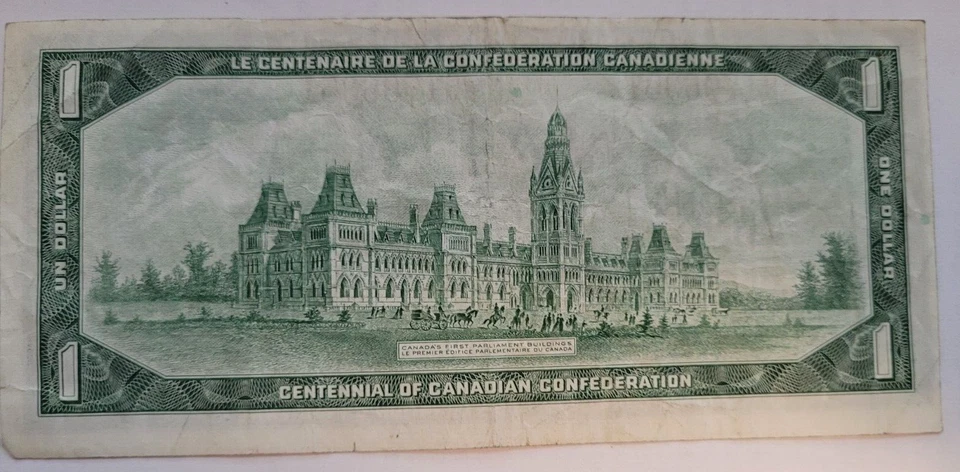 LE CENTENAIRE DE LA CONFEDERATION CANADIENNE
1
1
UN DOLLAR
ONE DOLLAR
CANADA'S FIRST PARLIAMENT BUILDINGS
LE PREMIER ÉDIFICE PARLEMENTAIRE DU CANADA
1
1
CENTENNIAL OF CANADIAN CONFEDERATION